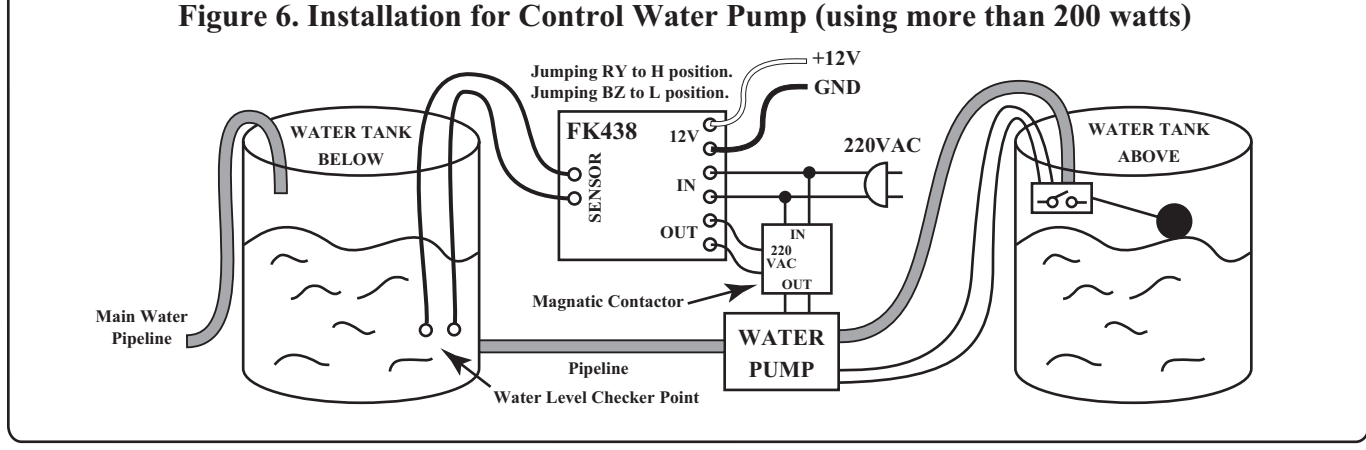 Figure 6. Installation for Control Water Pump (using more than 200 watts)
Jumping RY to H position.
Jumping BZ to L position.
+12V
GND
WATER TANK
BELOW
FK438
SENSOR
12V
IN
OUT
220VAC
WATER TANK
ABOVE
IN
220
VAC
OUT
Magnatic Contactor
Main Water
Pipeline
WATER
PUMP
Pipeline
Water Level Checker Point